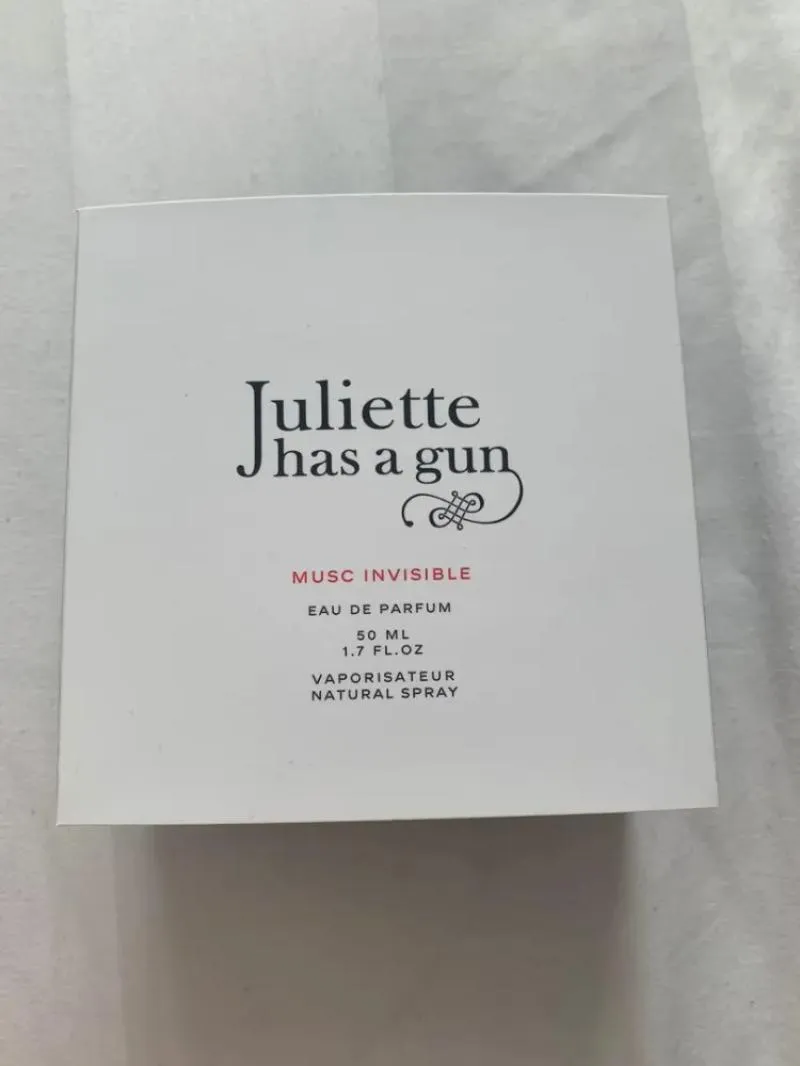 Juliette
has a gun
MUSC INVISIBLE
EAU DE PARFUM
50 ML
1.7 FL.OZ
VAPORISATEUR
NATURAL SPRAY